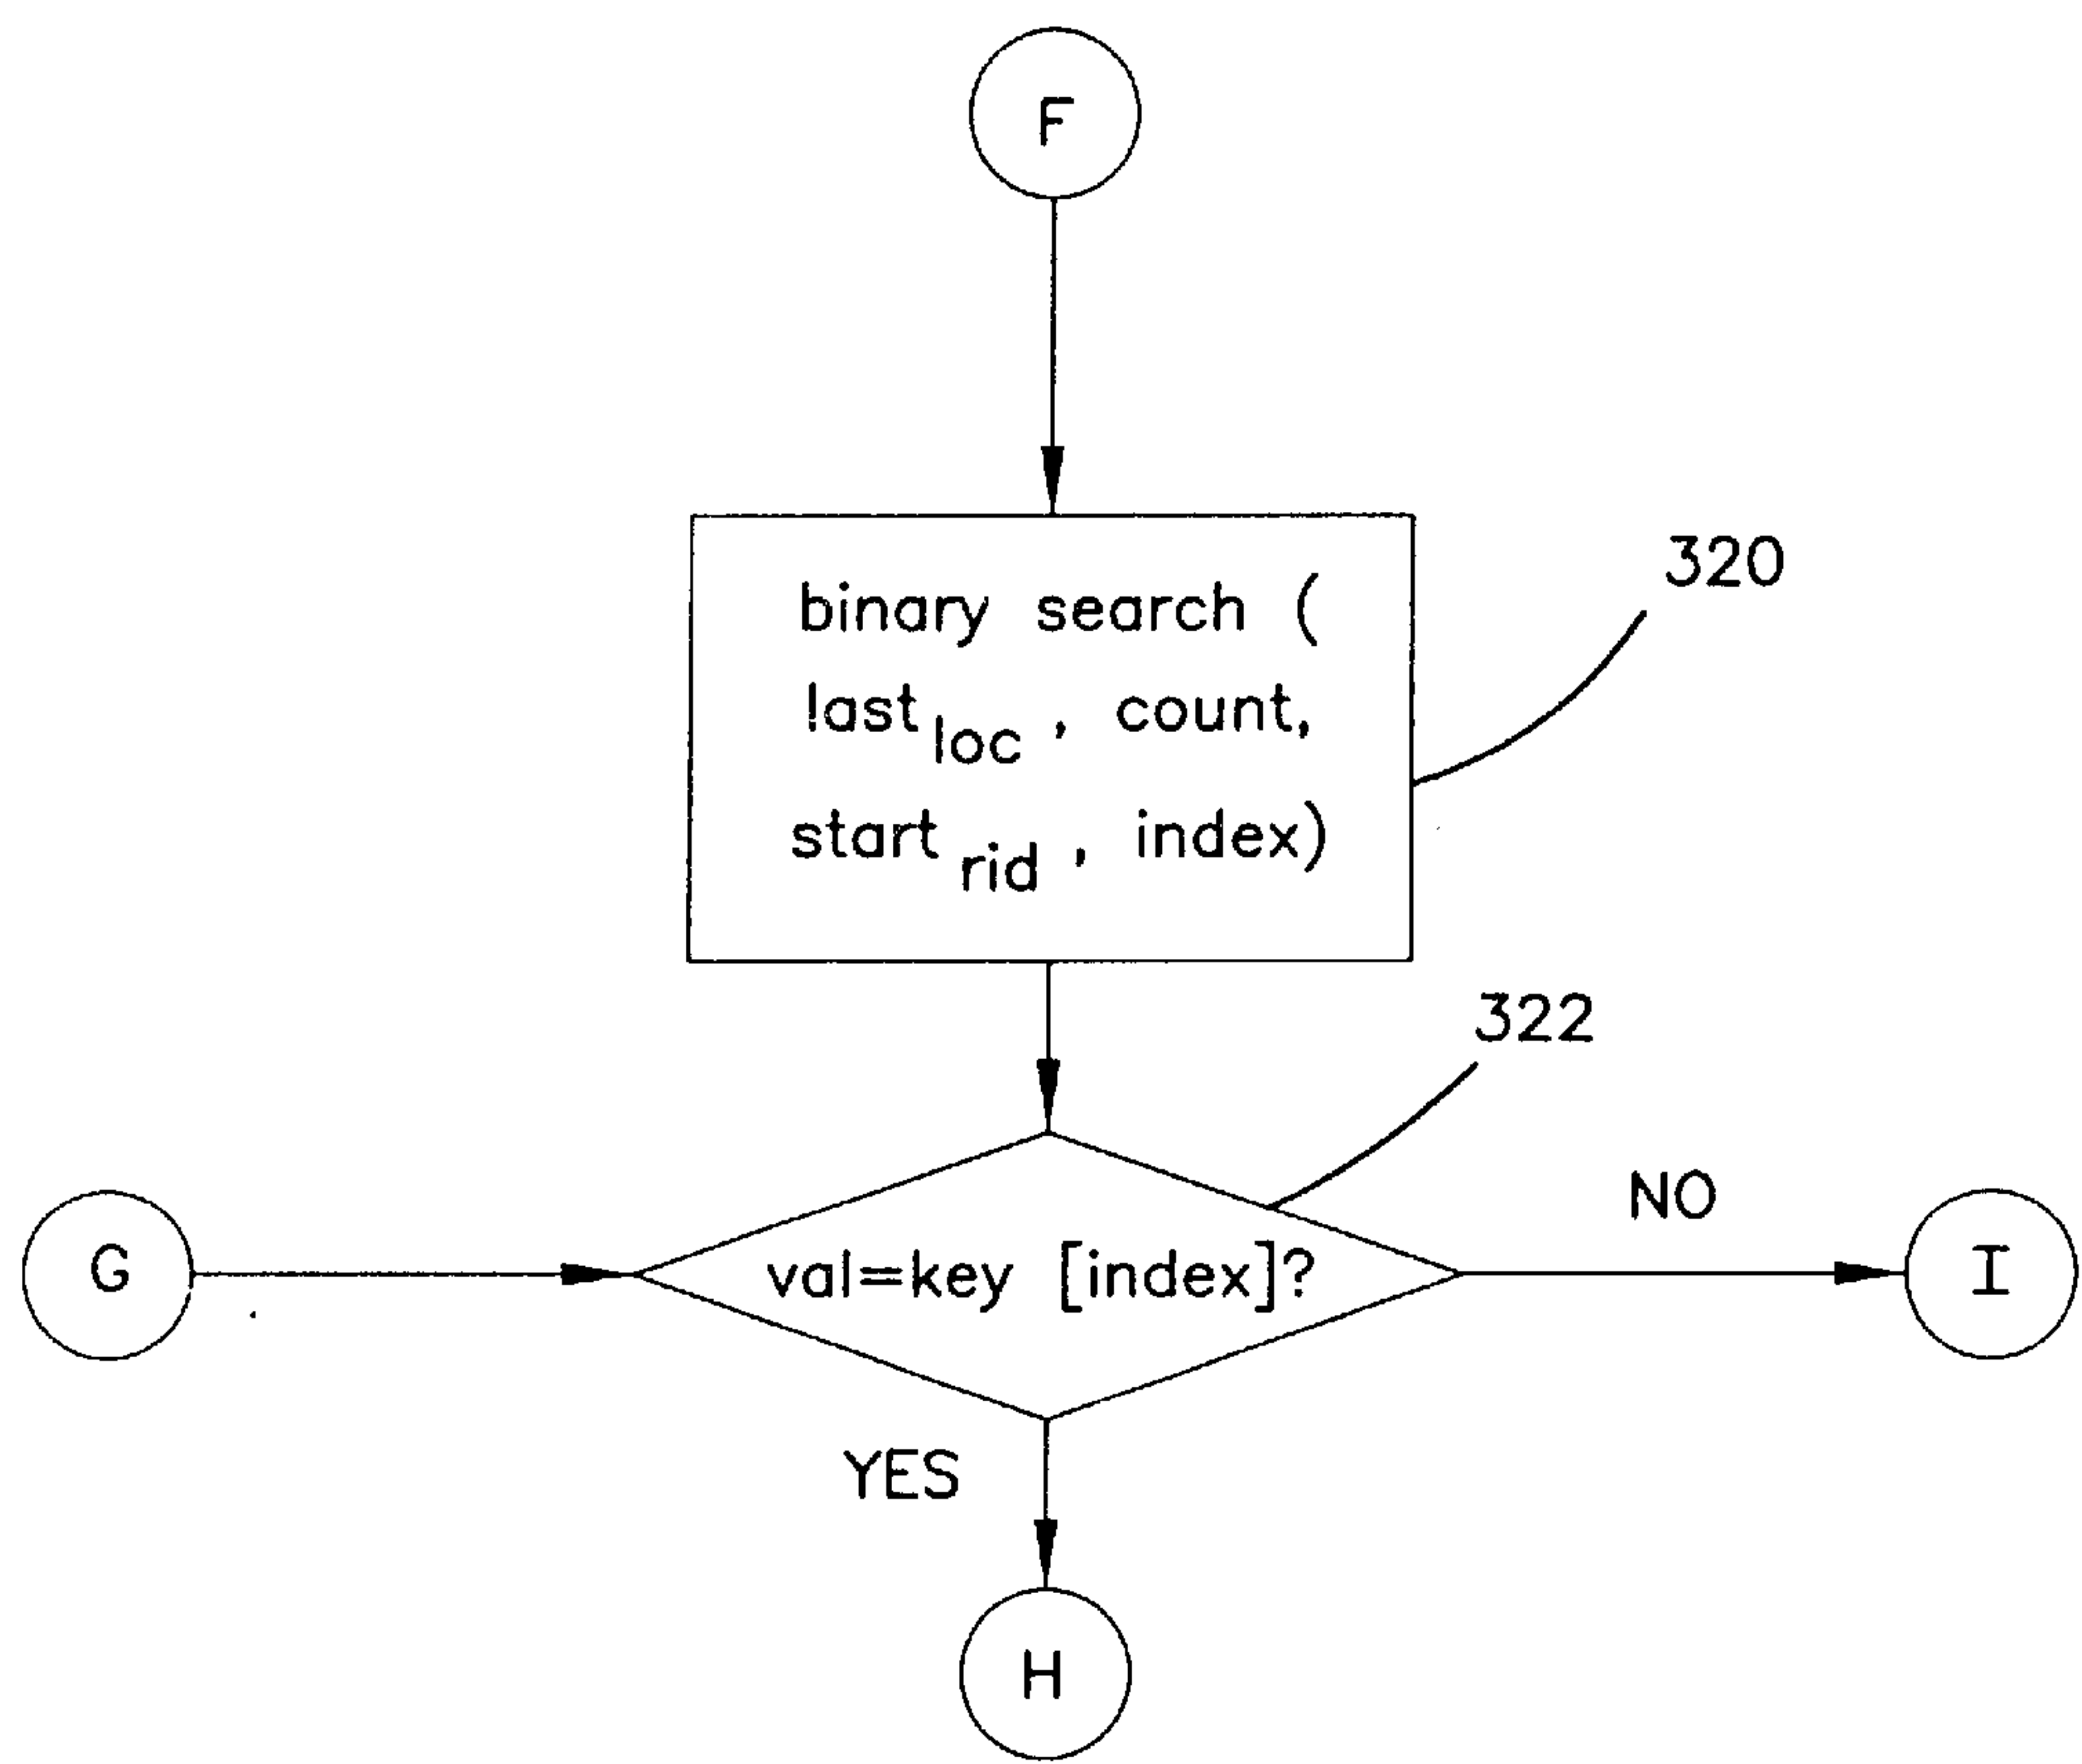 F
binary search (
last loc , count,
start rid , index)
320
322
G
val=key [index]?
NO
I
YES
H